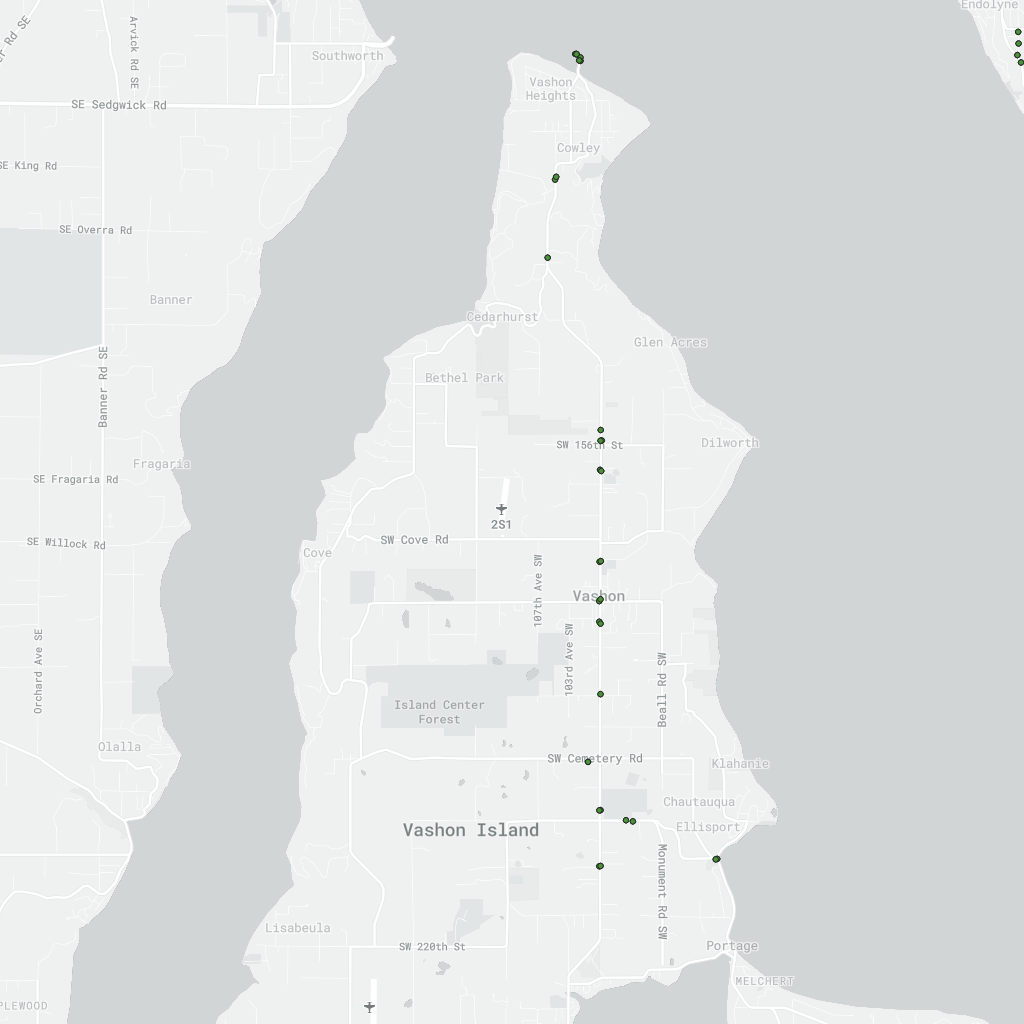 Endolyne
er Rd SE
Arvick Rd SE
Southworth
Vashon
Heights
SE Sedgwick Rd
Cowley
SE King Rd
SE Overra Rd
Banner
Cedarhurst
Glen Acres
Banner Rd SE
Bethel Park
SW 156th St
Dilworth
Fragaria
SE Fragaria Rd
2S1
SW Cove Rd
SE Willock Rd
Cove
107th Ave SW
Vashon
103rd Ave SW
Orchard Ave SE
Beall Rd SW
Island Center
Forest
Olalla
SW Cemetery Rd
Klahanie
Chautauqua
Vashon Island
Ellisport
Monument Rd SW
Lisabeula
SW 220th St
Portage
MELCHERT
PLEWOOD